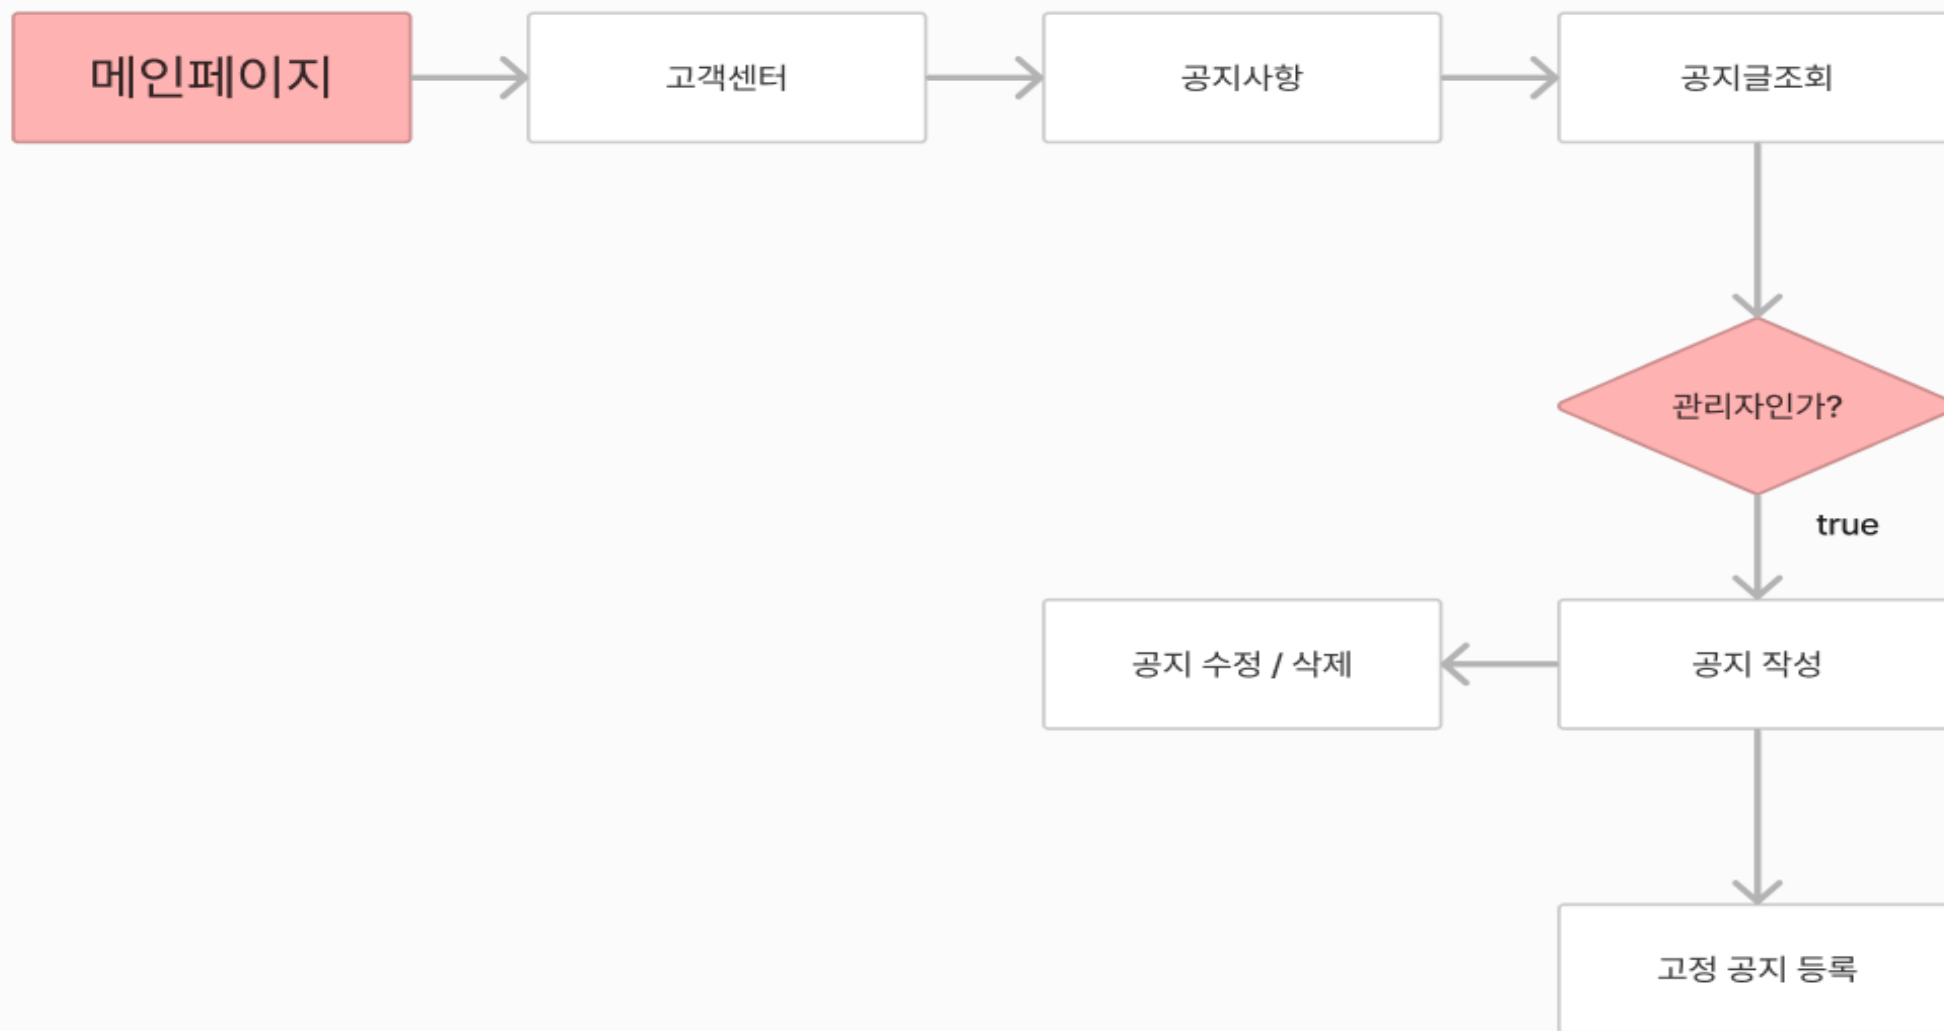 메인페이지
고객센터
공지사항
공지글조회
관리자인가?
true
공지 수정 / 삭제
공지 작성
고정 공지 등록